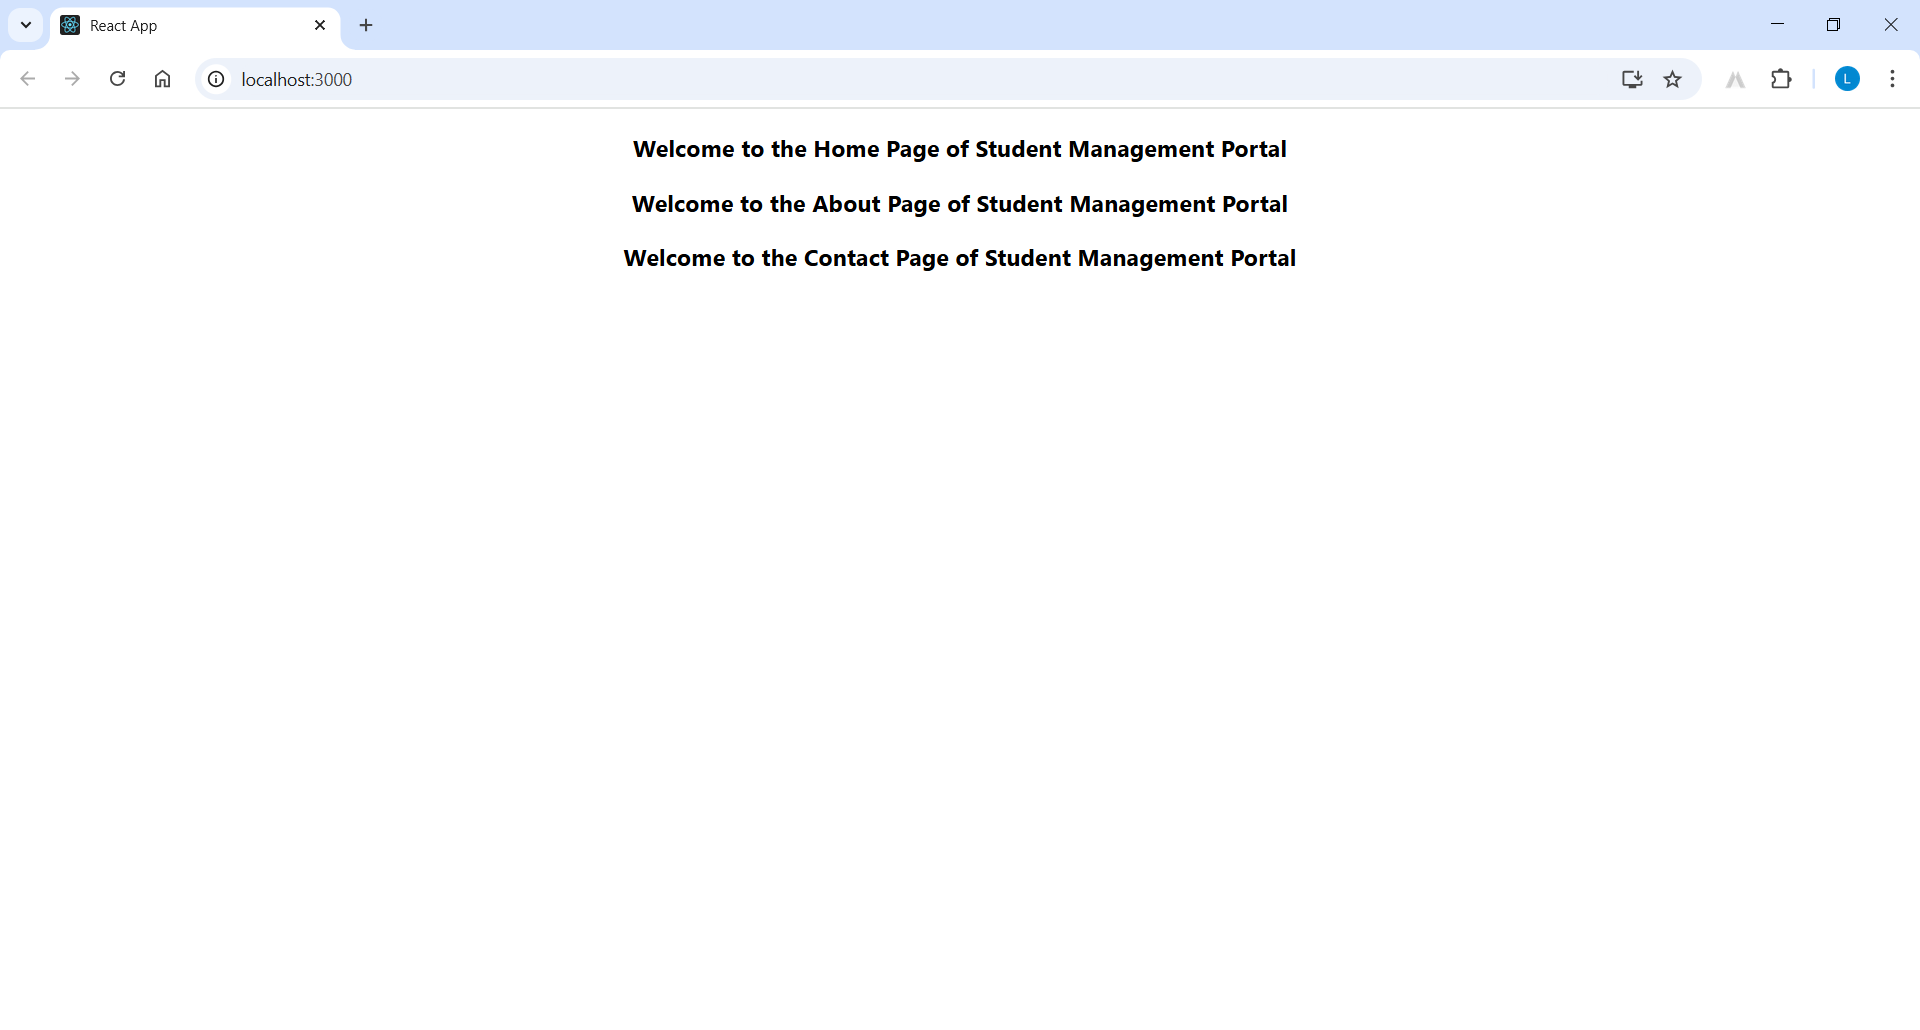 React App
localhost:3000
L
Welcome to the Home Page of Student Management Portal
Welcome to the About Page of Student Management Portal
Welcome to the Contact Page of Student Management Portal